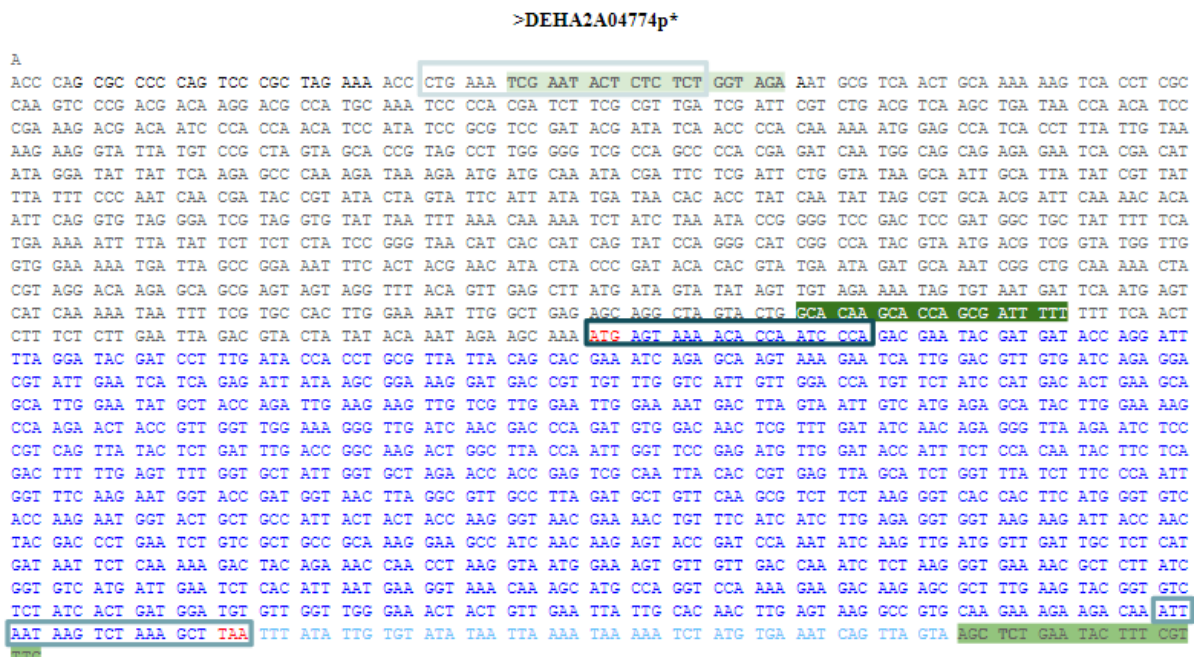 >DEHA2A04774p*
A
ACC CAG CGC CCC CAG TCC CGC TAG AAA ACC CTG AAA TCG AAT ACT CTC TCT GGT AGA AAT GCG TCA ACT GCA AAA AAG TCA CCT CGC
CAA GTC CCG ACG ACA AGG ACG CCA TGC AAA TCC CCA CGA TCT TCG CGT TGA TCG ATT CGT CTG ACG TCA AGC TGA TAA CCA ACA TCC
CGA AAG ACG ACA ATC CCA CCA ACA TCC ATA TCC GCG TCC GAT ACG ATA TCA ACC CCA CAA AAA ATG GAG CCA TCA CCT TTA TTG TAA
AAG AAG GTA TTA TGT CCG CTA GTA GCA CCG TAG CCT TGG GGG TCG CCA GCC CCA CGA GAT CAA TGG CAG CAG AGA GAA TCA CGA CAT
ATA GGA TAT TAT TCA AGA GCC CAA AGA TAA AGA ATG ATG CAA ATA CGA TTC TCG ATT CTG GTA TAA GCA ATT GCA TTA TAT CGT TAT
TTA TTT CCC AAT CAA CGA TAC CGT ATA CTA GTA TTC ATT ATA TGA TAA CAC ACC TAT CAA TAT TAG CGT GCA ACG ATT CAA ACA ACA
ATT CAG GTG TAG GGA TCG TAG GTG TAT TAA TTT AAA CAA AAA TCT ATC TAA ATA CCG GGG TCC GAC TCC GAT GGC TGC TAT TTT TCA
TGA AAA ATT TTA TAT TCT TCT CTA TCC GGG TAA CAT CAC CAT CAG TAT CCA GGG CAT CGG CCA TAC GTA ATG ACG TCG GTA TGG TTG
GTG GAA AAA TGA TTA GCC GGA AAT TTC ACT ACG AAC ATA CTA CCC GAT ACA CAC GTA TGA ATA GAT GCA AAT CGG CTG CAA AAA CTA
CGT AGG ACA AGA GCA GCG AGT AGT AGG TTT ACA GTT GAG CTT ATG ATA GTA TAT AGT TGT AGA AAA TAG TGT AAT GAT TCA ATG AGT
CAT CAA AAA TAA TTT CGT GCC CAC TTG GAA AAT TGG CTG AGC AGG CTA GTA CTG GCA CAA GCA CCA GCG ATT TTT TTT TCA ACT
CTT TCT CTT GAA TTA GAC GTA CTA CTA TAT ACA AAT AGA AGC AAA ATG AGT AAA ACA CCA ATC CCA GAC GAA TAC GAT GAT ACC AGG ATT
TTA GGA TAC GAT CCT TTG ATA CCA CCT GCG TTA TTA CAG CAC GAA ATC AGA GCA AGT AAA GAA TCA TTG GAC GTT GTG ATC AGA GGA
CGT ATT GAA TCA TCA GAG ATT ATA AGC GGA AAG GAT GAC CGT TGT TTG GTC ATT GTT GGA CCA TGT TCT ATC CAT GAC ACT GAA GCA
GCA TTG GAA TAT GCT ACC AGA TTG AAG AAG TTG TCG TTG GAA TTG GAA AAT GAC TTA GTA ATT GTC ATG AGA GCA TAC TTG GAA AAG
CCA AGA ACT ACC GTT GGT TGG AAA GGG TTG ATC AAC GAC CCA GAT GTG GAC AAC TCG TTT GAT ATC AAC AGA GGG TTA AGA ATC TCC
CGT CAG TTA TAC TCT GAT TTG ACC GGC AAG ACT GGC TTA CCA ATT GGT TCC GAG ATG TTG GAT ACC ATT TCT CCA CAA TAC TTC TCA
GAC TTT TTG AGT TTT GGT GCT ATT GGT GCT AGA ACC ACC GAG TCG CAA TTA CAC CGT GAG TTA GCA TCT GGT TTA TCT TTC CCA ATT
GGT TTC AAG AAT GGT ACC GAT GGT AAC TTA GGC GTT GCC TTA GAT GCT GTT CAA GCG TCT TCT AAG GGT CAC CAC TTC ATG GGT GTC
ACC AAG AAT GGT ACT GCT GCC ATT ACT ACT ACC AAG GGT AAC GAA AAC TGT TTC ATC ATC TTG AGA GGT GGT AAG AAG ATT ACC AAC
TAC GAC CCT GAA TCT GTC GCT GCC GCA AAG GAA GCC ATC AAC AAG AGT ACC GAT CCA AAT ATC AAG TTG ATG GTT GAT TGC TCT CAT
GAT AAT TCT CAA AAA GAC TAC AGA AAC CAA CCT AAG GTA ATG GAA AGT GTT GTT GAC CAA ATC TCT AAG GGT GAA AAC GCT CTT ATC
GGT GTC ATG ATT GAA TCT CAC ATT AAT GAA GGT AAA CAA AGC ATG CCA GGT CCA AAA GAA GAC AAG AGC GCT TTG AAG TAC GGT GTC
TCT ATC ACT GAT GGA TGT GTT GGT TGG GAA ACT ACT GTT GAA TTA TTG CAC AAC TTG AGT AAG GCC GTG CAA GAA AGA AGA CAA ATT
AAT AAG TCT AAA GCT TAA TTT ATA TTG TGT ATA TAA TTA AAA TAA AAA TCT ATG TGA AAT CAG TTA GTA AGC TCT GAA TAC TTT CGT
TTG